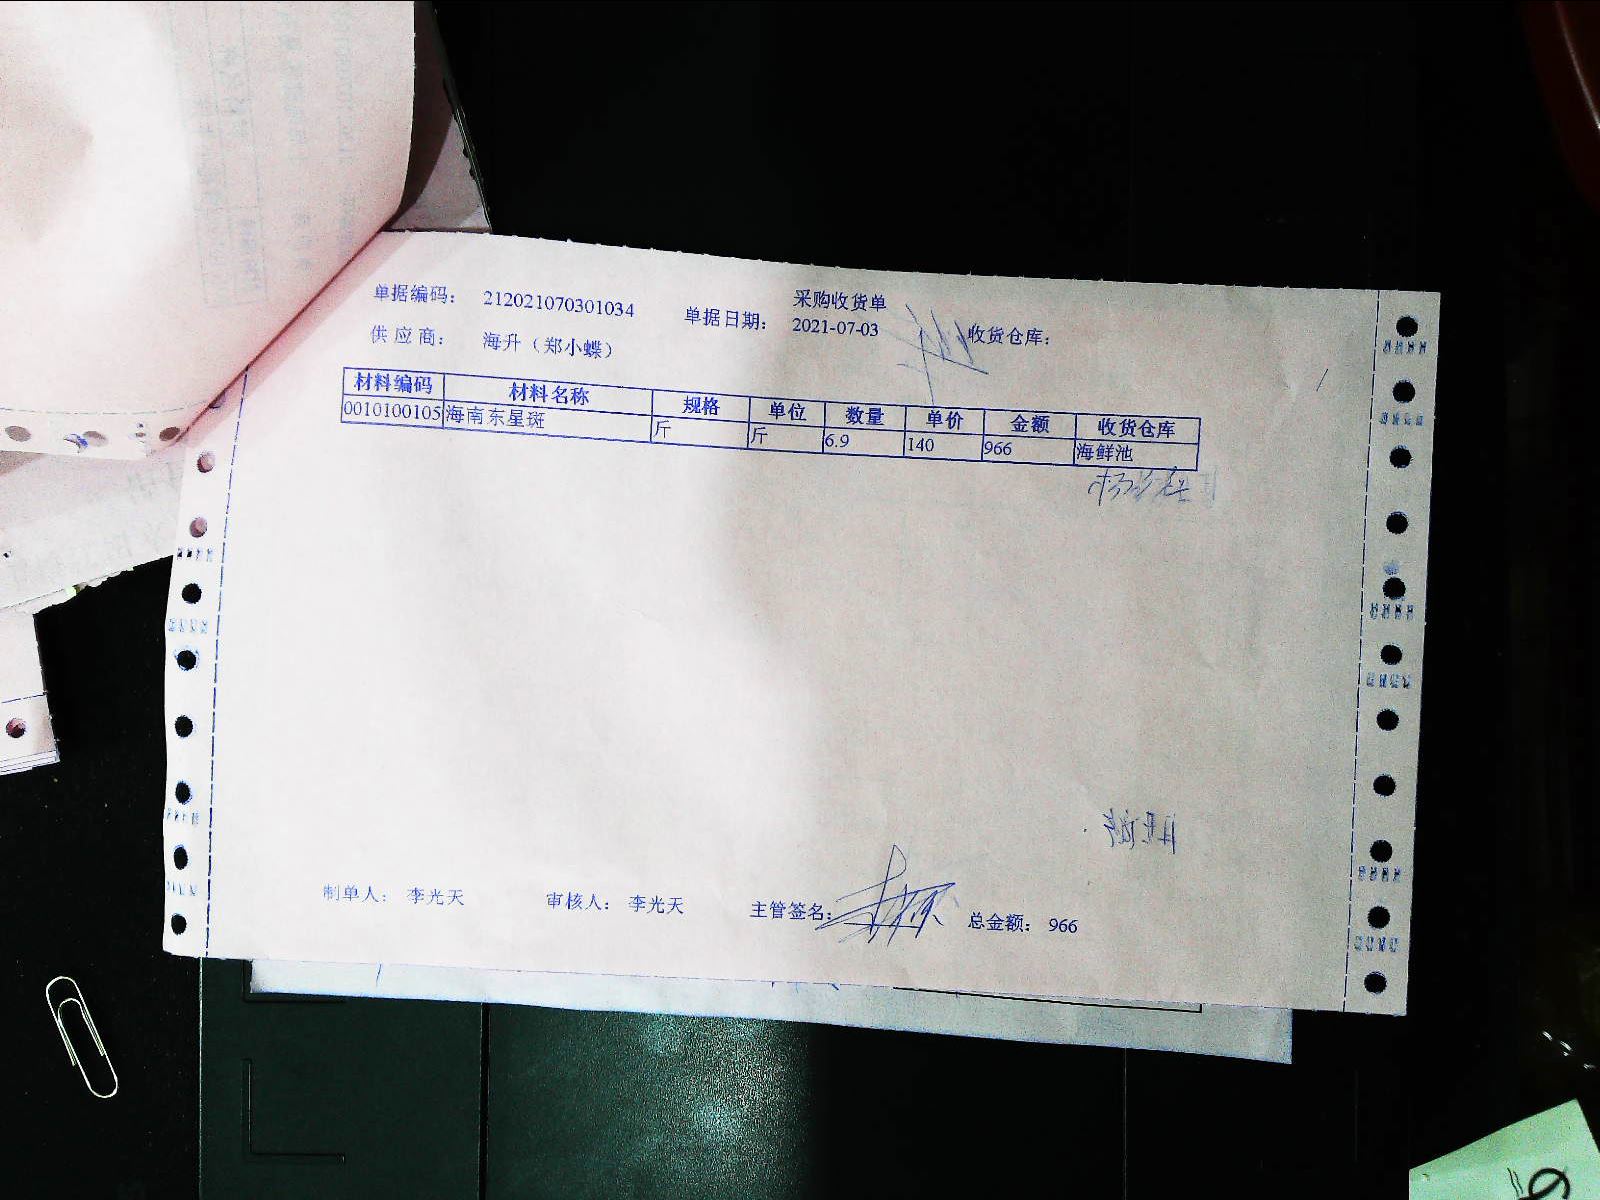 采购收货单
单据编码： 212021070301034 单据日期： 2021-07-03 收货仓库：
供 应 商： 海升（郑小蝶）
材料编码 材料名称 规格 单位 数量 单价 金额 收货仓库
0010100105 海南东星斑 斤 斤 6.9 140 966 海鲜池
制单人： 李光天 审核人： 李光天 主管签名： 总金额： 966